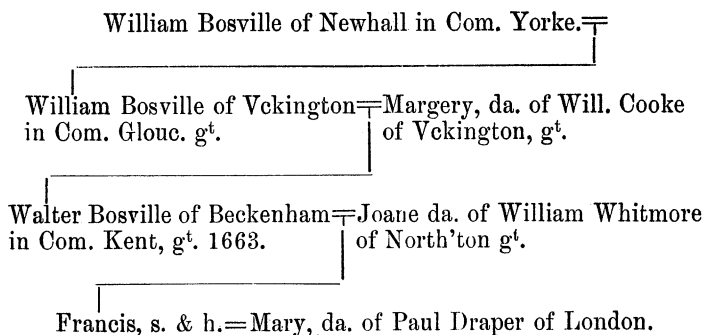 William Bosville of Newhall in Com. Yorke.=
William Bosville of Vckington=Margery, da. of Will. Cooke
in Com. Glouc. gᵗ. of Vckington, gᵗ.
Walter Bosville of Beckenham=Joane da. of William Whitmore
in Com. Kent, gᵗ. 1663. of North'ton gᵗ.
Francis, s. & h.=Mary, da. of Paul Draper of London.